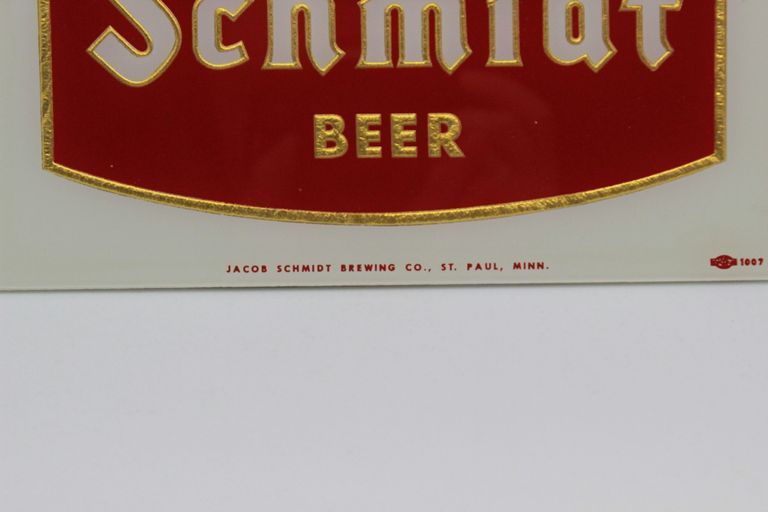 Schmidt
BEER
JACOB SCHMIDT BREWING CO., ST. PAUL, MINN.
1007